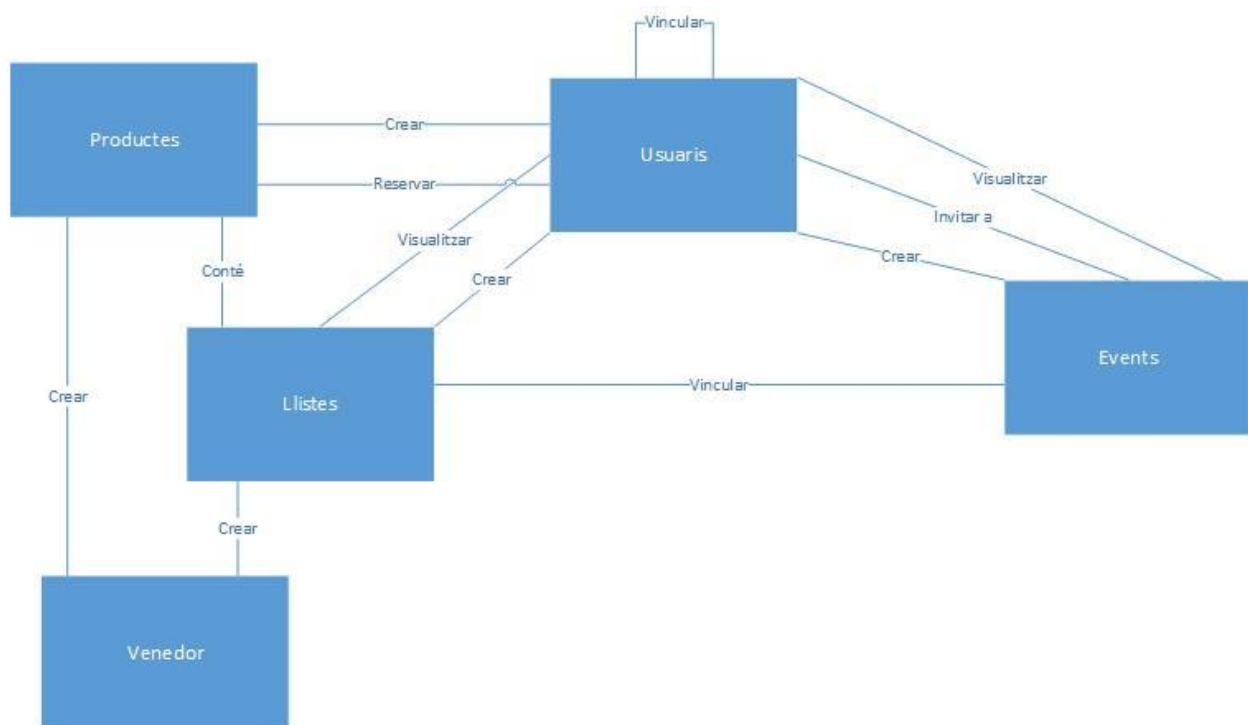 Vincular
Productes
Crear
Usuaris
Reservar
Visualitzar
Visualitzar
Invitar a
Conté
Crear
Crear
Events
Vincular
Crear
Llistes
Crear
Venedor